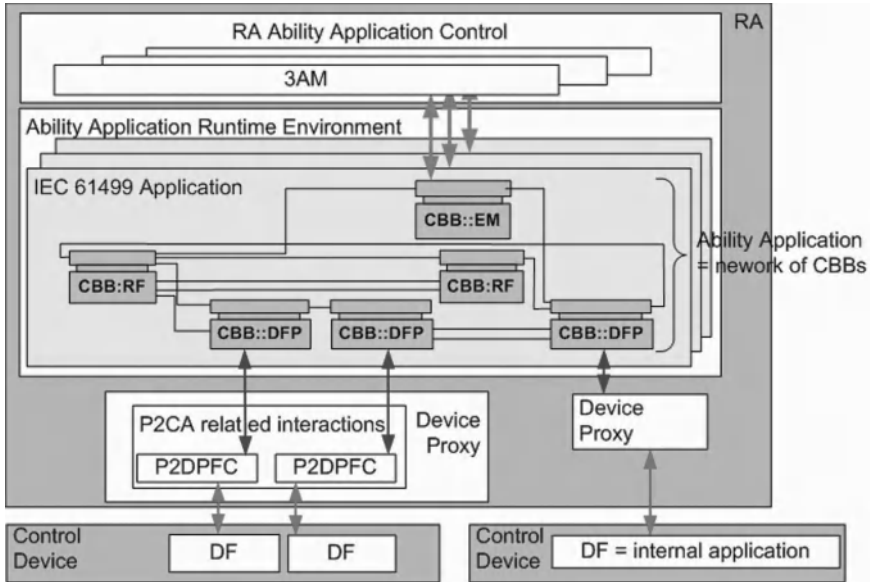 RA
RA Ability Application Control
3AM
Ability Application Runtime Environment
IEC 61499 Application
CBB::EM
Ability Application
= nework of CBBs
CBB:RF
CBB:RF
CBB::DFP
CBB::DFP
CBB::DFP
P2CA related interactions
Device
Proxy
Device
Proxy
P2DPFC
P2DPFC
Control
Device
DF
DF
Control
Device
DF = internal application